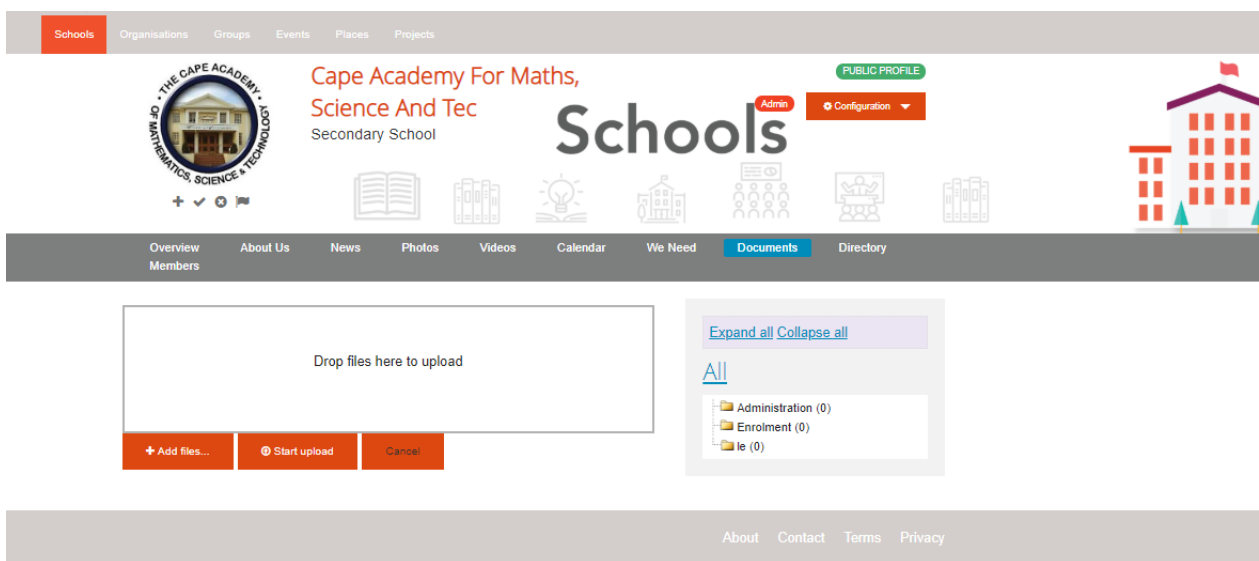 Schools Organisations Groups Events Places Projects
THE CAPE ACADEMY
OF MATHEMATICS, SCIENCE & TECHNOLOGY
Cape Academy For Maths,
Science And Tec
Secondary School
Schools
PUBLIC PROFILE
Admin
Configuration
Overview About Us News Photos Videos Calendar We Need Documents Directory
Members
Drop files here to upload
Add files... Start upload Cancel
Expand all Collapse all
All
Administration (0)
Enrolment (0)
le (0)
About Contact Terms Privacy